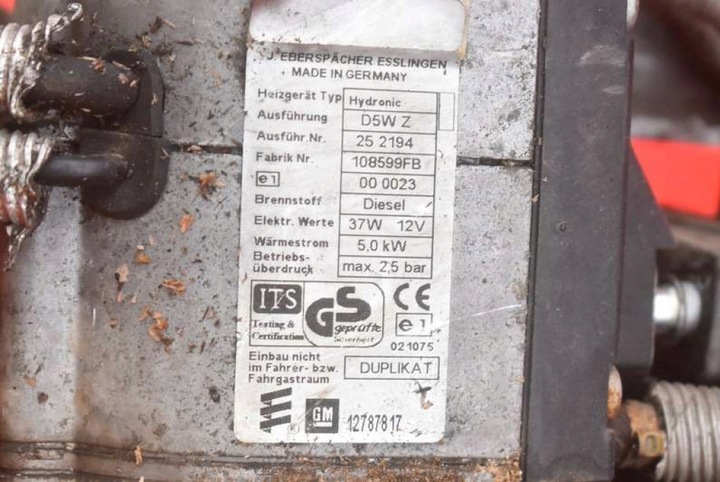 J. EBERSPÄCHER ESSLINGEN
MADE IN GERMANY
Heizgerät Typ Hydronic
Ausführung D5W Z
Ausführ.Nr. 25 2194
Fabrik Nr. 108599FB
e1 00 0023
Brennstoff Diesel
Elektr. Werte 37W 12V
Wärmestrom 5,0 kW
Betriebs-
überdruck max. 2,5 bar
ITS
Testing &
Certification
GS
geprüfte
Sicherheit
CE
e1
021075
Einbau nicht
im Fahrer- bzw.
Fahrgastraum
DUPLIKAT
GM
12787817